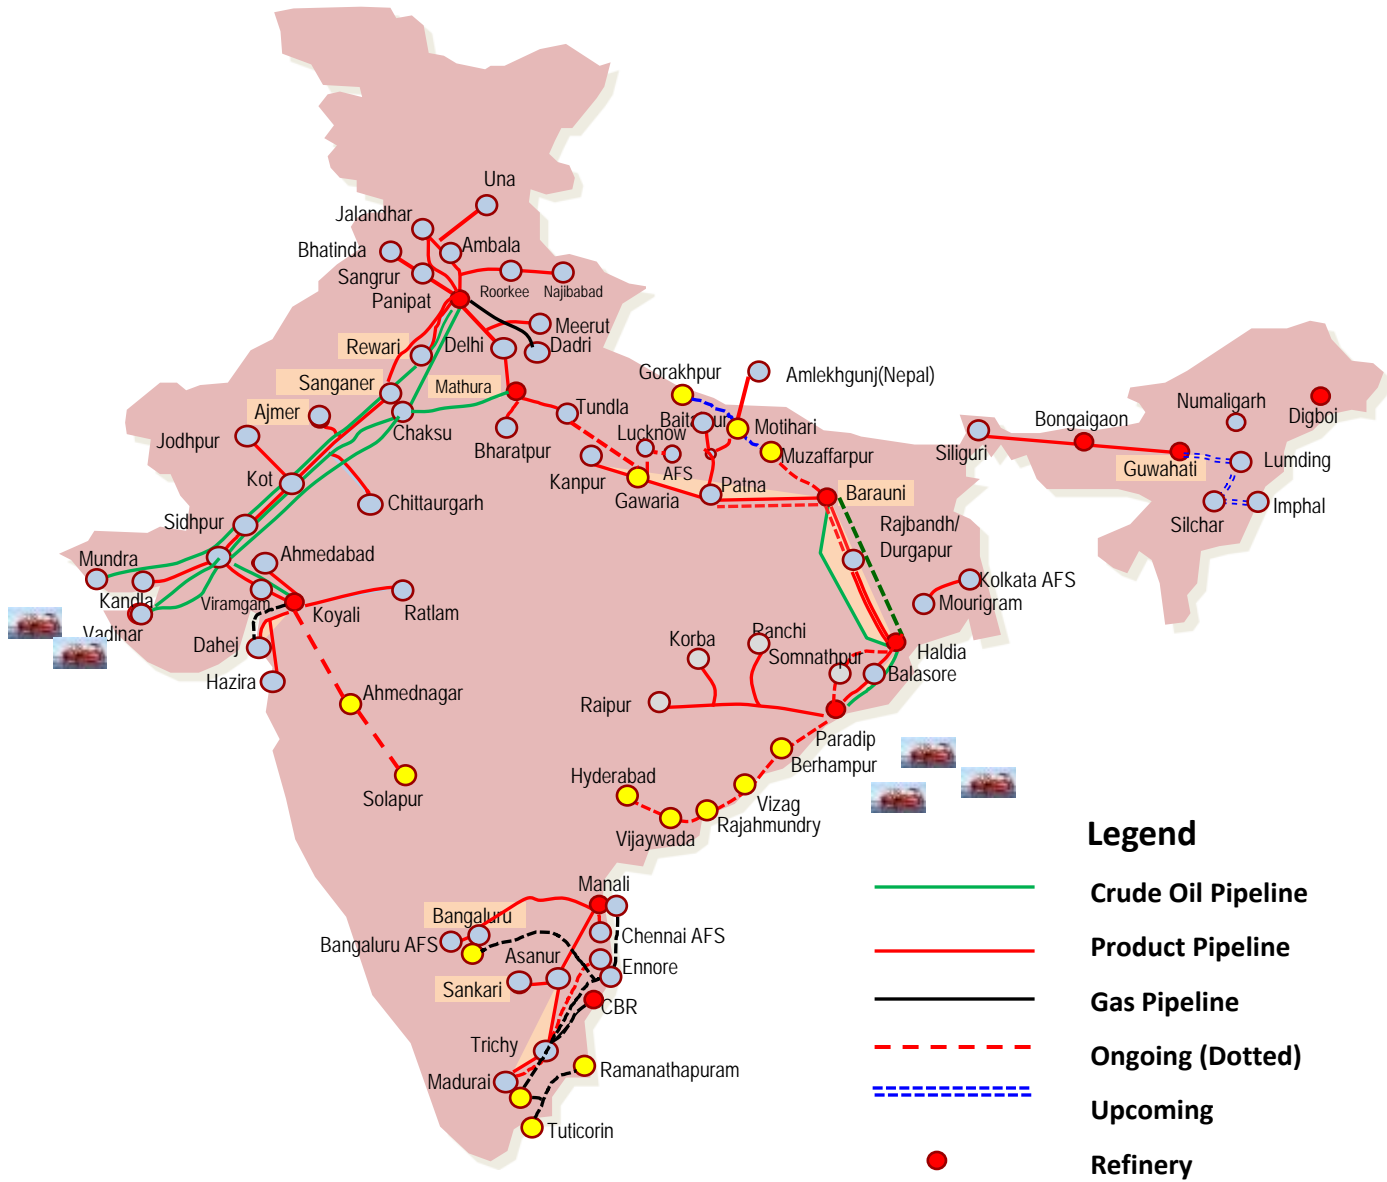 Una
Jalandhar
Bhatinda
Ambala
Sangrur
Panipat
Roorkee
Najibabad
Meerut
Rewari
Delhi
Dadri
Gorakhpur
Amlekhgunj(Nepal)
Sanganer
Mathura
Ajmer
Tundla
Baitalpur
Motihari
Numaligarh
Digboi
Bongaigaon
Jodhpur
Chaksu
Bharatpur
Lucknow
Muzaffarpur
Siliguri
Guwahati
Lumding
Kot
Kanpur
AFS
Patna
Barauni
Gawaria
Chittaurgarh
Silchar
Imphal
Sidhpur
Rajbandh/
Durgapur
Mundra
Ahmedabad
Kolkata AFS
Kandla
Viramgam
Koyali
Ratlam
Mourigram
Vadinar
Dahej
Korba
Ranchi
Somnathpur
Haldia
Hazira
Balasore
Ahmednagar
Raipur
Paradip
Berhampur
Hyderabad
Solapur
Vizag
Rajahmundry
Vijaywada
Manali
Bangaluru
Bangaluru AFS
Chennai AFS
Asanur
Ennore
Sankari
CBR
Trichy
Ramanathapuram
Madurai
Tuticorin
Legend
Crude Oil Pipeline
Product Pipeline
Gas Pipeline
Ongoing (Dotted)
Upcoming
Refinery